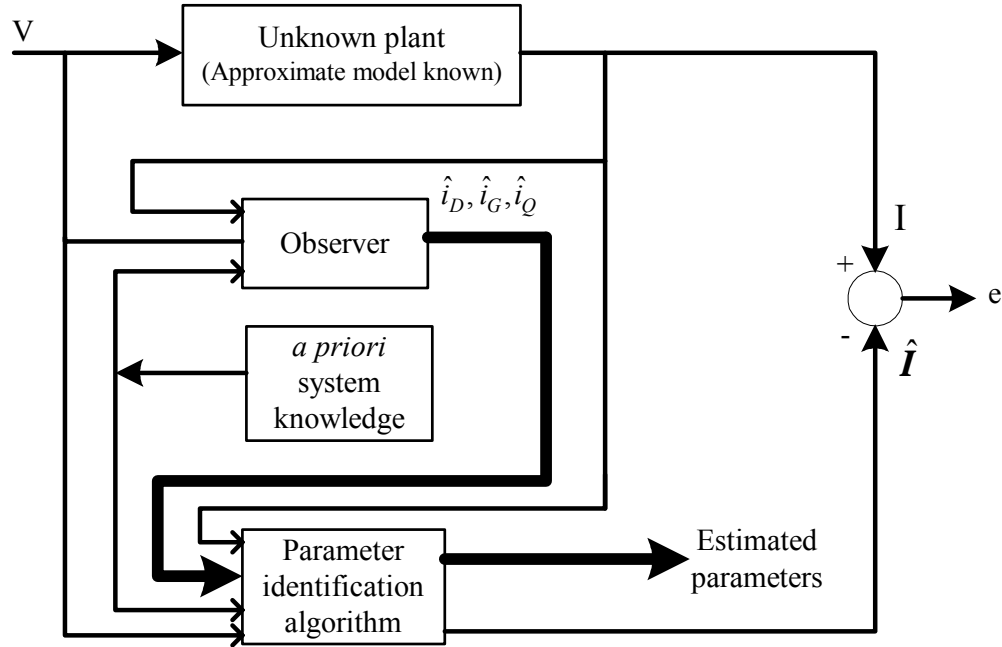 V
Unknown plant
(Approximate model known)
î_D, î_G, î_Q
Observer
I
+
e
-
Î
a priori
system
knowledge
Parameter
identification
algorithm
Estimated
parameters